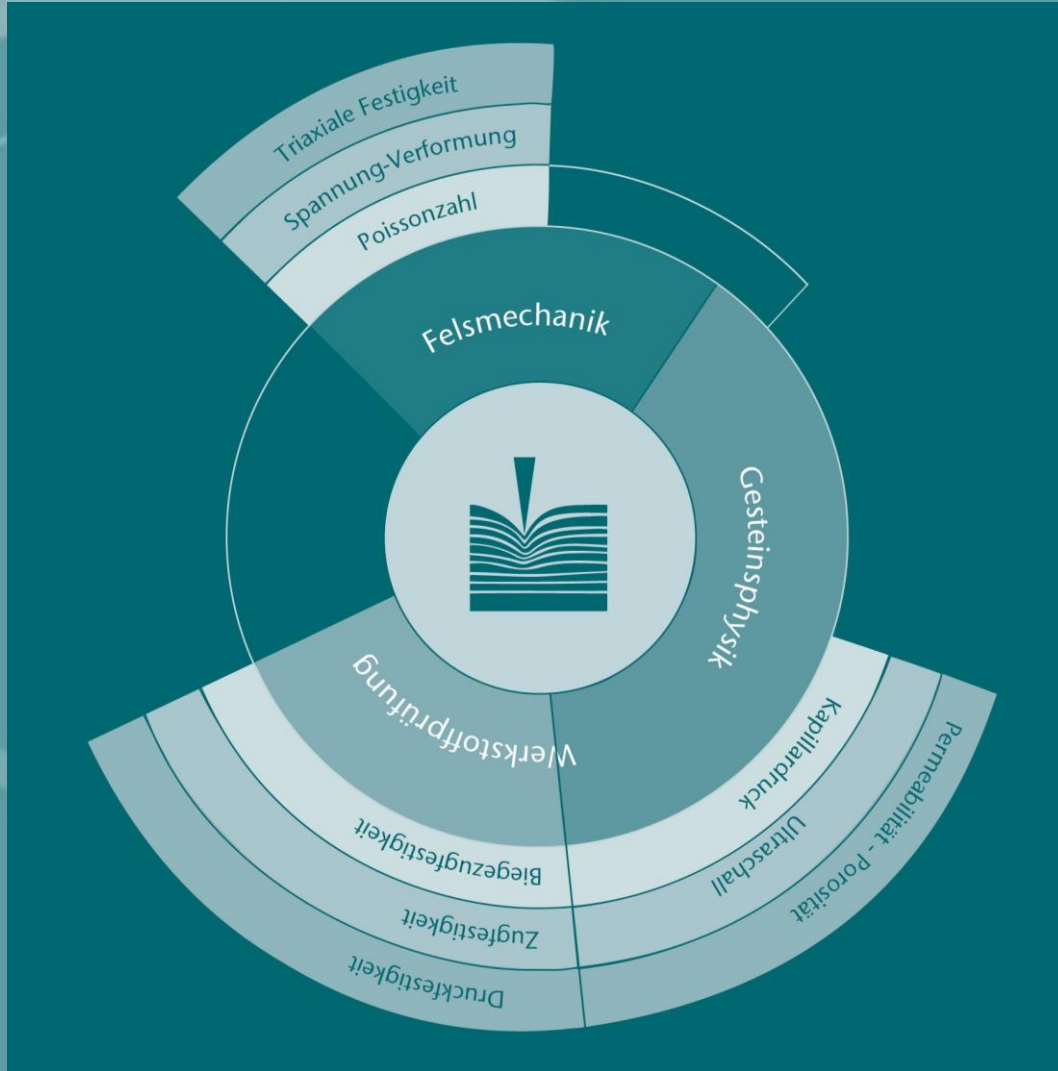 Triaxiale Festigkeit
Spannung-Verformung
Poissonzahl
Felsmechanik
Gesteinsphysik
Kapillardruck
Ultraschall
Permeabilität - Porosität
Werkstoffprüfung
Biegezugfestigkeit
Zugfestigkeit
Druckfestigkeit